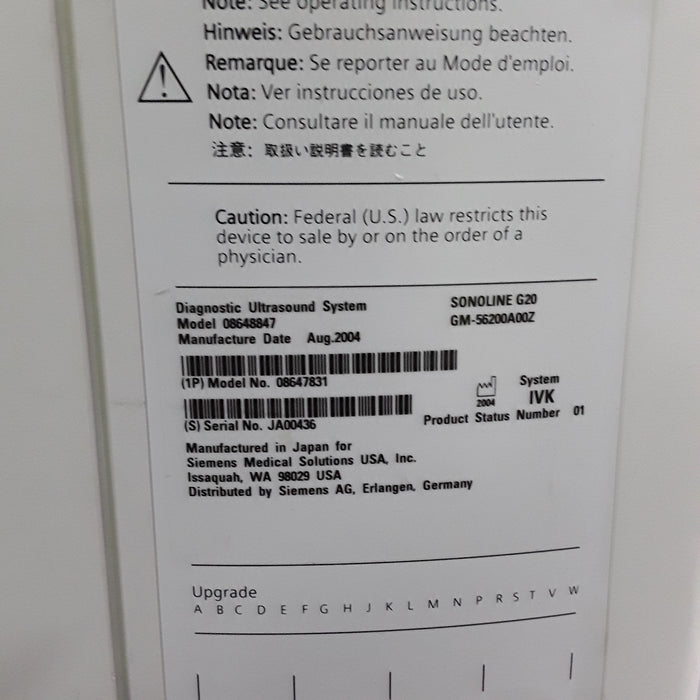 Note: See operating instructions.
Hinweis: Gebrauchsanweisung beachten.
Remarque: Se reporter au Mode d'emploi.
Nota: Ver instrucciones de uso.
Note: Consultare il manuale dell'utente.
注意: 取扱い説明書を読むこと
Caution: Federal (U.S.) law restricts this
device to sale by or on the order of a
physician.
Diagnostic Ultrasound System SONOLINE G20
Model 08648847 GM-56200A00Z
Manufacture Date Aug.2004
(1P) Model No. 08647831
System
2004 IVK
(S) Serial No. JA00436 Product Status Number 01
Manufactured in Japan for
Siemens Medical Solutions USA, Inc.
Issaquah, WA 98029 USA
Distributed by Siemens AG, Erlangen, Germany
Upgrade
A B C D E F G H J K L M N P R S T V W